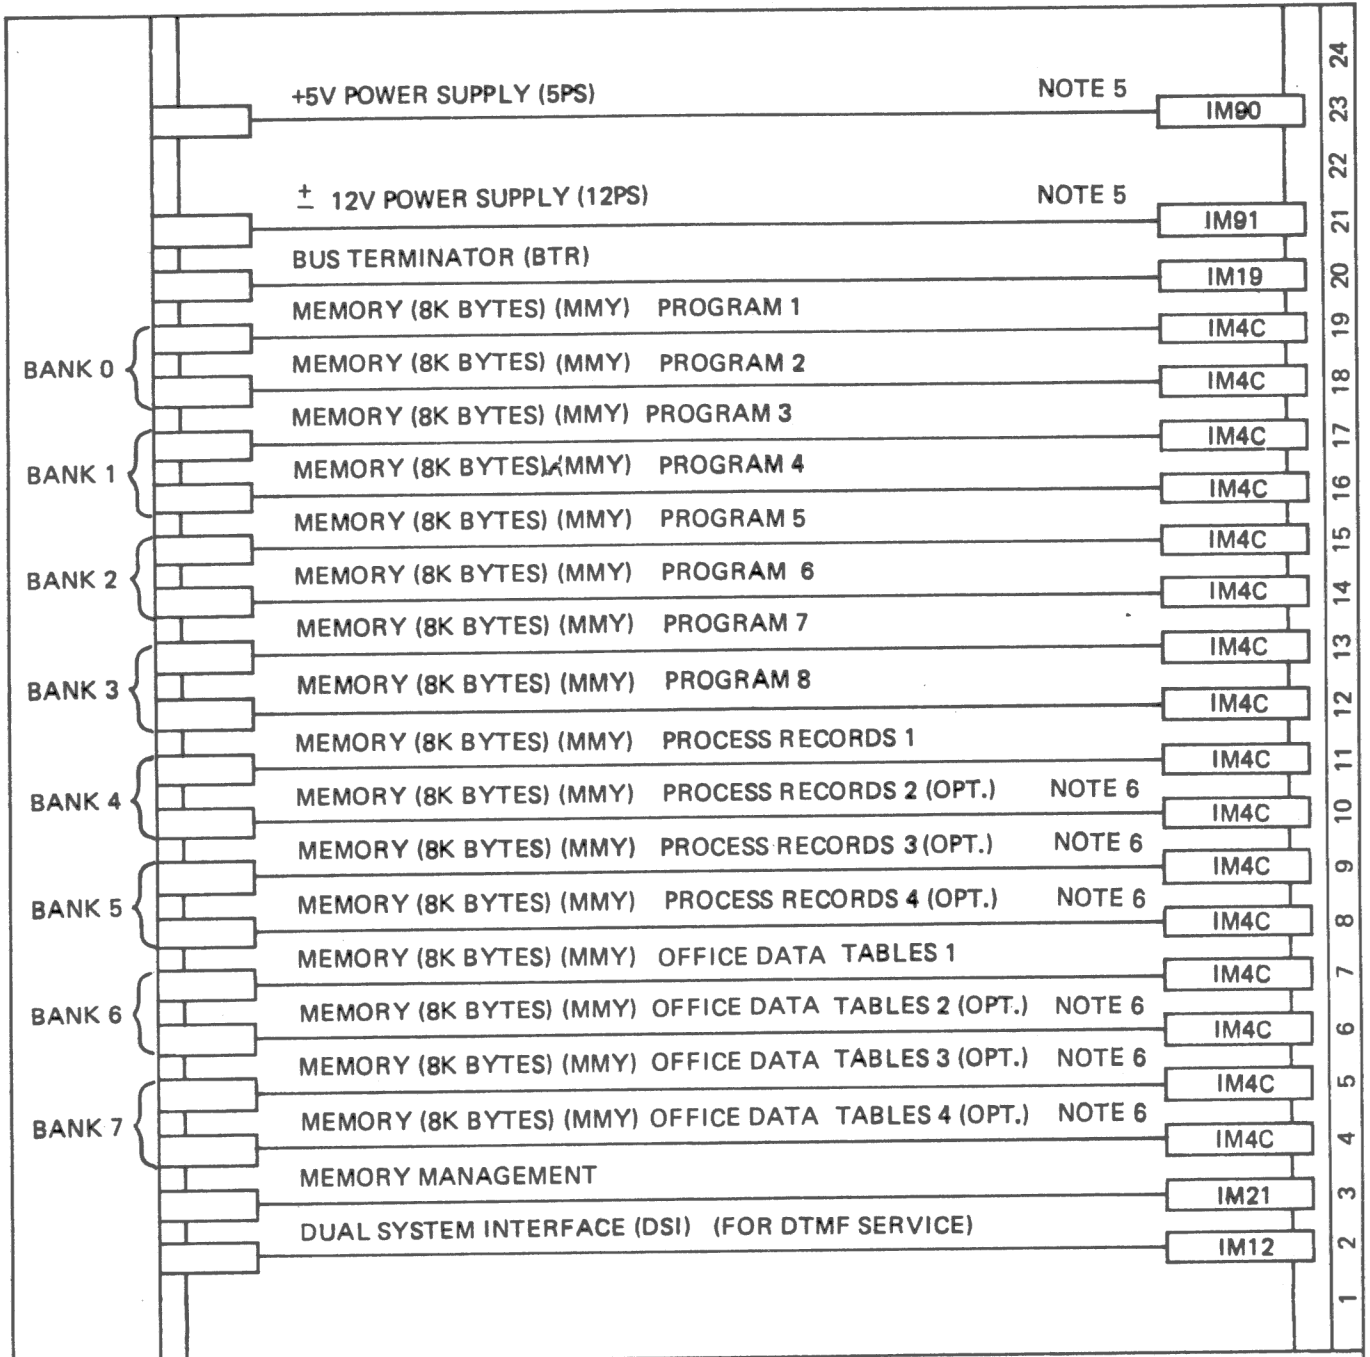 24
+5V POWER SUPPLY (5PS) NOTE 5 IM90 23
22
± 12V POWER SUPPLY (12PS) NOTE 5 IM91 21
BUS TERMINATOR (BTR) IM19 20
MEMORY (8K BYTES) (MMY) PROGRAM 1 IM4C 19
BANK 0
MEMORY (8K BYTES) (MMY) PROGRAM 2 IM4C 18
MEMORY (8K BYTES) (MMY) PROGRAM 3 IM4C 17
BANK 1
MEMORY (8K BYTES) (MMY) PROGRAM 4 IM4C 16
MEMORY (8K BYTES) (MMY) PROGRAM 5 IM4C 15
BANK 2
MEMORY (8K BYTES) (MMY) PROGRAM 6 IM4C 14
MEMORY (8K BYTES) (MMY) PROGRAM 7 IM4C 13
BANK 3
MEMORY (8K BYTES) (MMY) PROGRAM 8 IM4C 12
MEMORY (8K BYTES) (MMY) PROCESS RECORDS 1 IM4C 11
BANK 4
MEMORY (8K BYTES) (MMY) PROCESS RECORDS 2 (OPT.) NOTE 6 IM4C 10
MEMORY (8K BYTES) (MMY) PROCESS RECORDS 3 (OPT.) NOTE 6 IM4C 9
BANK 5
MEMORY (8K BYTES) (MMY) PROCESS RECORDS 4 (OPT.) NOTE 6 IM4C 8
MEMORY (8K BYTES) (MMY) OFFICE DATA TABLES 1 IM4C 7
BANK 6
MEMORY (8K BYTES) (MMY) OFFICE DATA TABLES 2 (OPT.) NOTE 6 IM4C 6
MEMORY (8K BYTES) (MMY) OFFICE DATA TABLES 3 (OPT.) NOTE 6 IM4C 5
BANK 7
MEMORY (8K BYTES) (MMY) OFFICE DATA TABLES 4 (OPT.) NOTE 6 IM4C 4
MEMORY MANAGEMENT IM21 3
DUAL SYSTEM INTERFACE (DSI) (FOR DTMF SERVICE) IM12 2
1